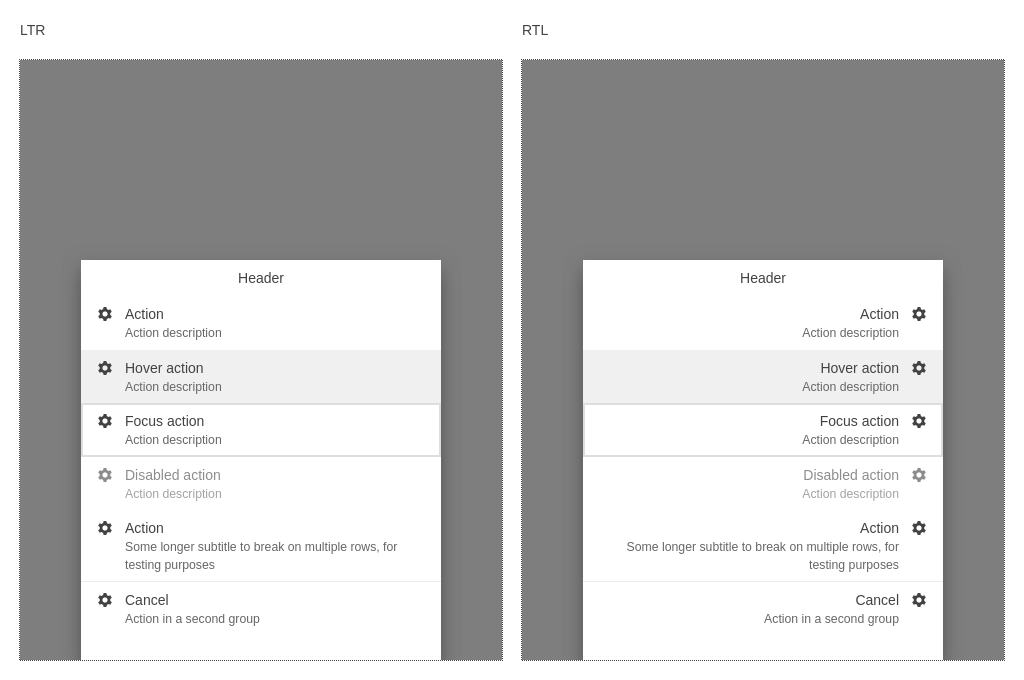 LTR
Header
Action
Action description
Hover action
Action description
Focus action
Action description
Disabled action
Action description
Action
Some longer subtitle to break on multiple rows, for
testing purposes
Cancel
Action in a second group
RTL
Header
Action
Action description
Hover action
Action description
Focus action
Action description
Disabled action
Action description
Action
Some longer subtitle to break on multiple rows, for
testing purposes
Cancel
Action in a second group